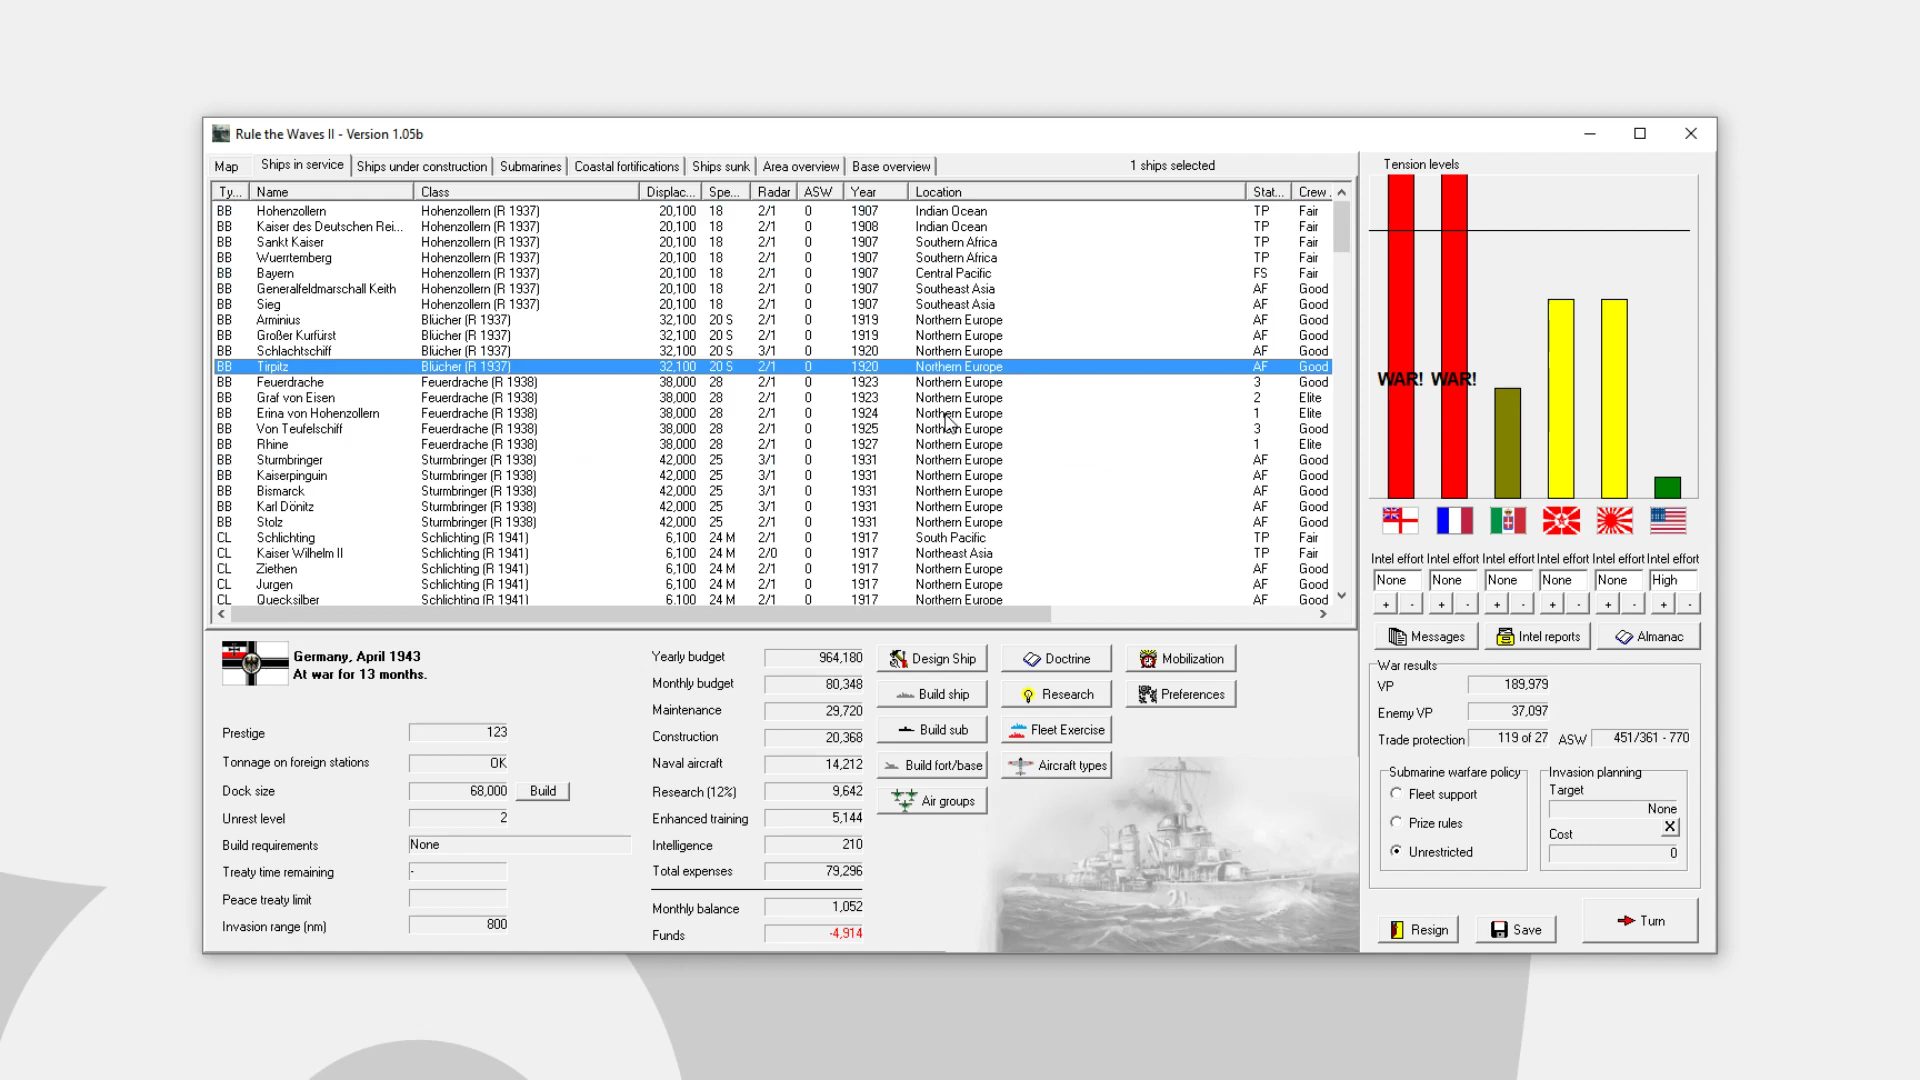 Rule the Waves II - Version 1.05b
Map Ships in service Ships under construction Submarines Coastal fortifications Ships sunk Area overview Base overview 1 ships selected
Ty... Name Class Displac... Spe... Radar ASW Year Location Stat... Crew
BB Hohenzollern Hohenzollern (R 1937) 20,100 18 2/1 0 1907 Indian Ocean TP Fair
BB Kaiser des Deutschen Rei... Hohenzollern (R 1937) 20,100 18 2/1 0 1908 Indian Ocean TP Fair
BB Sankt Kaiser Hohenzollern (R 1937) 20,100 18 2/1 0 1907 Southern Africa TP Fair
BB Wuerrtemberg Hohenzollern (R 1937) 20,100 18 2/1 0 1907 Southern Africa TP Fair
BB Bayern Hohenzollern (R 1937) 20,100 18 2/1 0 1907 Central Pacific FS Fair
BB Generalfeldmarschall Keith Hohenzollern (R 1937) 20,100 18 2/1 0 1907 Southeast Asia AF Good
BB Sieg Hohenzollern (R 1937) 20,100 18 2/1 0 1907 Southeast Asia AF Good
BB Arminius Blücher (R 1937) 32,100 20 S 2/1 0 1919 Northern Europe AF Good
BB Großer Kurfürst Blücher (R 1937) 32,100 20 S 2/1 0 1919 Northern Europe AF Good
BB Schlachtschiff Blücher (R 1937) 32,100 20 S 3/1 0 1920 Northern Europe AF Good
BB Tirpitz Blücher (R 1937) 32,100 20 S 2/1 0 1920 Northern Europe AF Good
BB Feuerdrache Feuerdrache (R 1938) 38,000 28 2/1 0 1923 Northern Europe 3 Good
BB Graf von Eisen Feuerdrache (R 1938) 38,000 28 2/1 0 1923 Northern Europe 2 Elite
BB Erina von Hohenzollern Feuerdrache (R 1938) 38,000 28 2/1 0 1924 Northern Europe 1 Elite
BB Von Teufelschiff Feuerdrache (R 1938) 38,000 28 2/1 0 1925 Northern Europe 3 Good
BB Rhine Feuerdrache (R 1938) 38,000 28 2/1 0 1927 Northern Europe 1 Elite
BB Sturmbringer Sturmbringer (R 1938) 42,000 25 3/1 0 1931 Northern Europe AF Good
BB Kaiserpinguin Sturmbringer (R 1938) 42,000 25 3/1 0 1931 Northern Europe AF Good
BB Bismarck Sturmbringer (R 1938) 42,000 25 3/1 0 1931 Northern Europe AF Good
BB Karl Dönitz Sturmbringer (R 1938) 42,000 25 3/1 0 1931 Northern Europe AF Good
BB Stolz Sturmbringer (R 1938) 42,000 25 2/1 0 1931 Northern Europe AF Good
CL Schlichting Schlichting (R 1941) 6,100 24 M 2/1 0 1917 South Pacific TP Fair
CL Kaiser Wilhelm II Schlichting (R 1941) 6,100 24 M 2/0 0 1917 Northeast Asia TP Fair
CL Ziethen Schlichting (R 1941) 6,100 24 M 2/1 0 1917 Northern Europe AF Good
CL Jurgen Schlichting (R 1941) 6,100 24 M 2/1 0 1917 Northern Europe AF Good
CL Quecksilber Schlichting (R 1941) 6,100 24 M 2/1 0 1917 Northern Europe AF Good
Tension levels
WAR! WAR!
Intel effort Intel effort Intel effort Intel effort Intel effort Intel effort
None None None None None High
+ - + - + - + - + - + -
Messages Intel reports Almanac
War results
VP 189,979
Enemy VP 37,097
Trade protection 119 of 27 ASW 451/361 - 770
Submarine warfare policy
Fleet support
Prize rules
Unrestricted
Invasion planning
Target
None
Cost X
0
Resign Save Turn
Germany, April 1943
At war for 13 months.
Prestige 123
Tonnage on foreign stations OK
Dock size 68,000 Build
Unrest level 2
Build requirements None
Treaty time remaining -
Peace treaty limit
Invasion range (nm) 800
Yearly budget 964,180
Monthly budget 80,348
Maintenance 29,720
Construction 20,368
Naval aircraft 14,212
Research (12%) 9,642
Enhanced training 5,144
Intelligence 210
Total expenses 79,296
Monthly balance 1,052
Funds -4,914
Design Ship Doctrine Mobilization
Build ship Research Preferences
Build sub Fleet Exercise
Build fort/base Aircraft types
Air groups